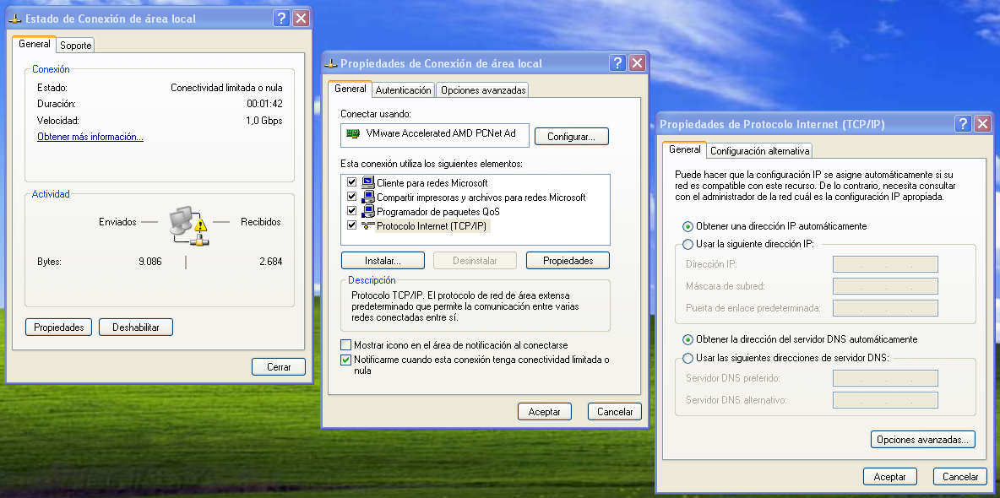 Estado de Conexión de área local
General
Soporte
Conexión
Estado:
Conectividad limitada o nula
Duración:
00:01:42
Velocidad:
1,0 Gbps
Obtener más información...
Actividad
Enviados
Recibidos
Bytes:
9.086
2.684
Propiedades
Deshabilitar
Cerrar
Propiedades de Conexión de área local
General
Autenticación
Opciones avanzadas
Conectar usando:
VMware Accelerated AMD PCNet Ad
Configurar...
Esta conexión utiliza los siguientes elementos:
Cliente para redes Microsoft
Compartir impresoras y archivos para redes Microsoft
Programador de paquetes QoS
Protocolo Internet (TCP/IP)
Instalar...
Desinstalar
Propiedades
Descripción
Protocolo TCP/IP. El protocolo de red de área extensa
predeterminado que permite la comunicación entre varias
redes conectadas entre sí.
Mostrar icono en el área de notificación al conectarse
Notificarme cuando esta conexión tenga conectividad limitada o
nula
Aceptar
Cancelar
Propiedades de Protocolo Internet (TCP/IP)
General
Configuración alternativa
Puede hacer que la configuración IP se asigne automáticamente si su
red es compatible con este recurso. De lo contrario, necesita consultar
con el administrador de la red cuál es la configuración IP apropiada.
Obtener una dirección IP automáticamente
Usar la siguiente dirección IP:
Dirección IP:
Máscara de subred:
Puerta de enlace predeterminada:
Obtener la dirección del servidor DNS automáticamente
Usar las siguientes direcciones de servidor DNS:
Servidor DNS preferido:
Servidor DNS alternativo:
Opciones avanzadas...
Aceptar
Cancelar